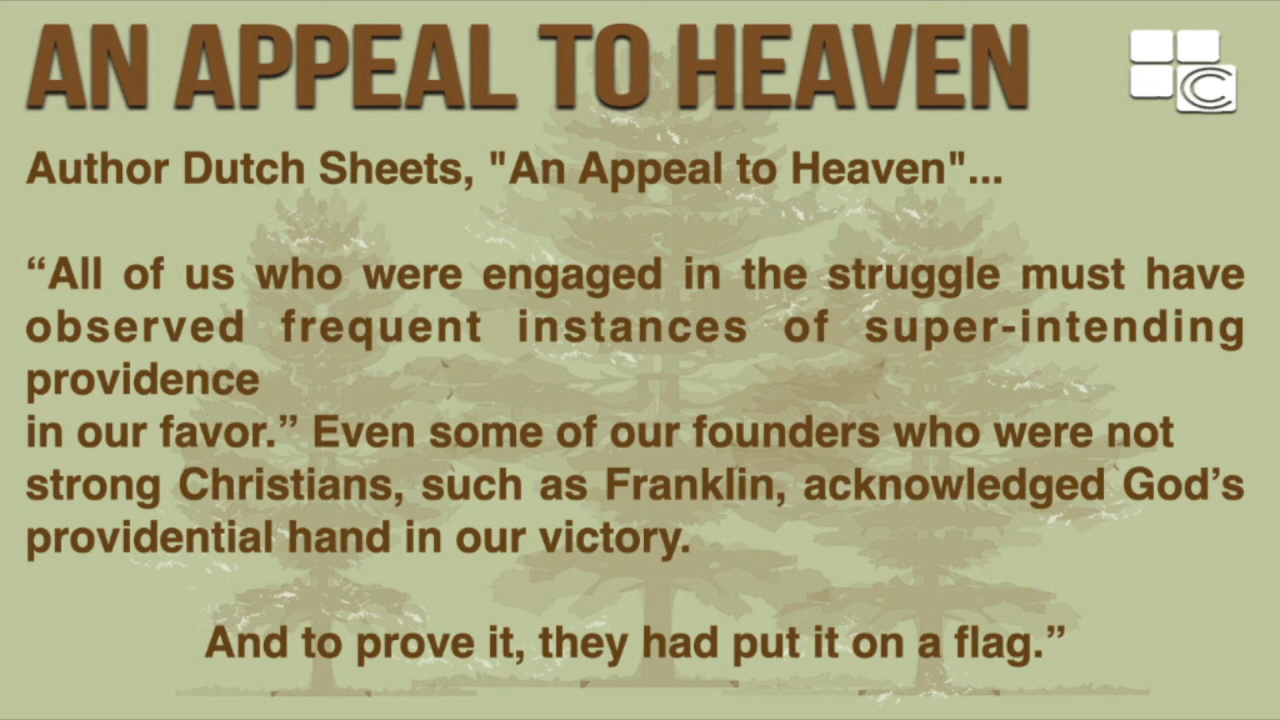 AN APPEAL TO HEAVEN
C
Author Dutch Sheets, "An Appeal to Heaven"...
“All of us who were engaged in the struggle must have
observed frequent instances of super-intending
providence
in our favor.” Even some of our founders who were not
strong Christians, such as Franklin, acknowledged God’s
providential hand in our victory.
And to prove it, they had put it on a flag.”